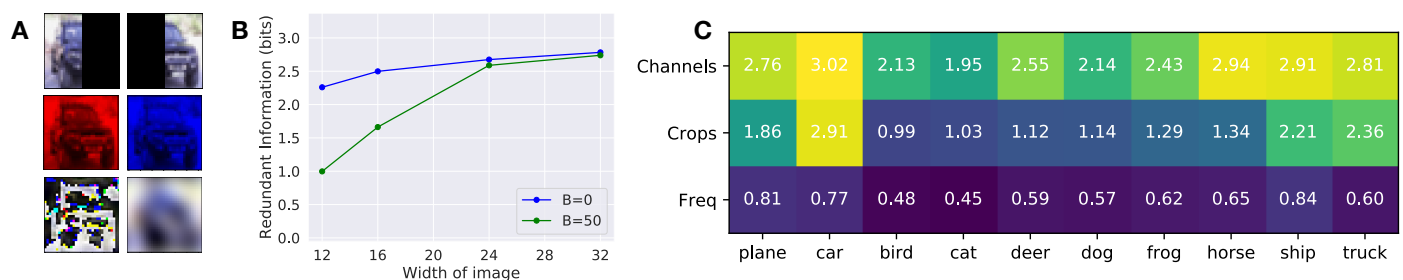 A
B
Redundant Information (bits)
3.0
2.5
2.0
1.5
1.0
0.5
0.0
12 16 20 24 28 32
Width of image
B=0
B=50
C
Channels 2.76 3.02 2.13 1.95 2.55 2.14 2.43 2.94 2.91 2.81
Crops 1.86 2.91 0.99 1.03 1.12 1.14 1.29 1.34 2.21 2.36
Freq 0.81 0.77 0.48 0.45 0.59 0.57 0.62 0.65 0.84 0.60
plane car bird cat deer dog frog horse ship truck